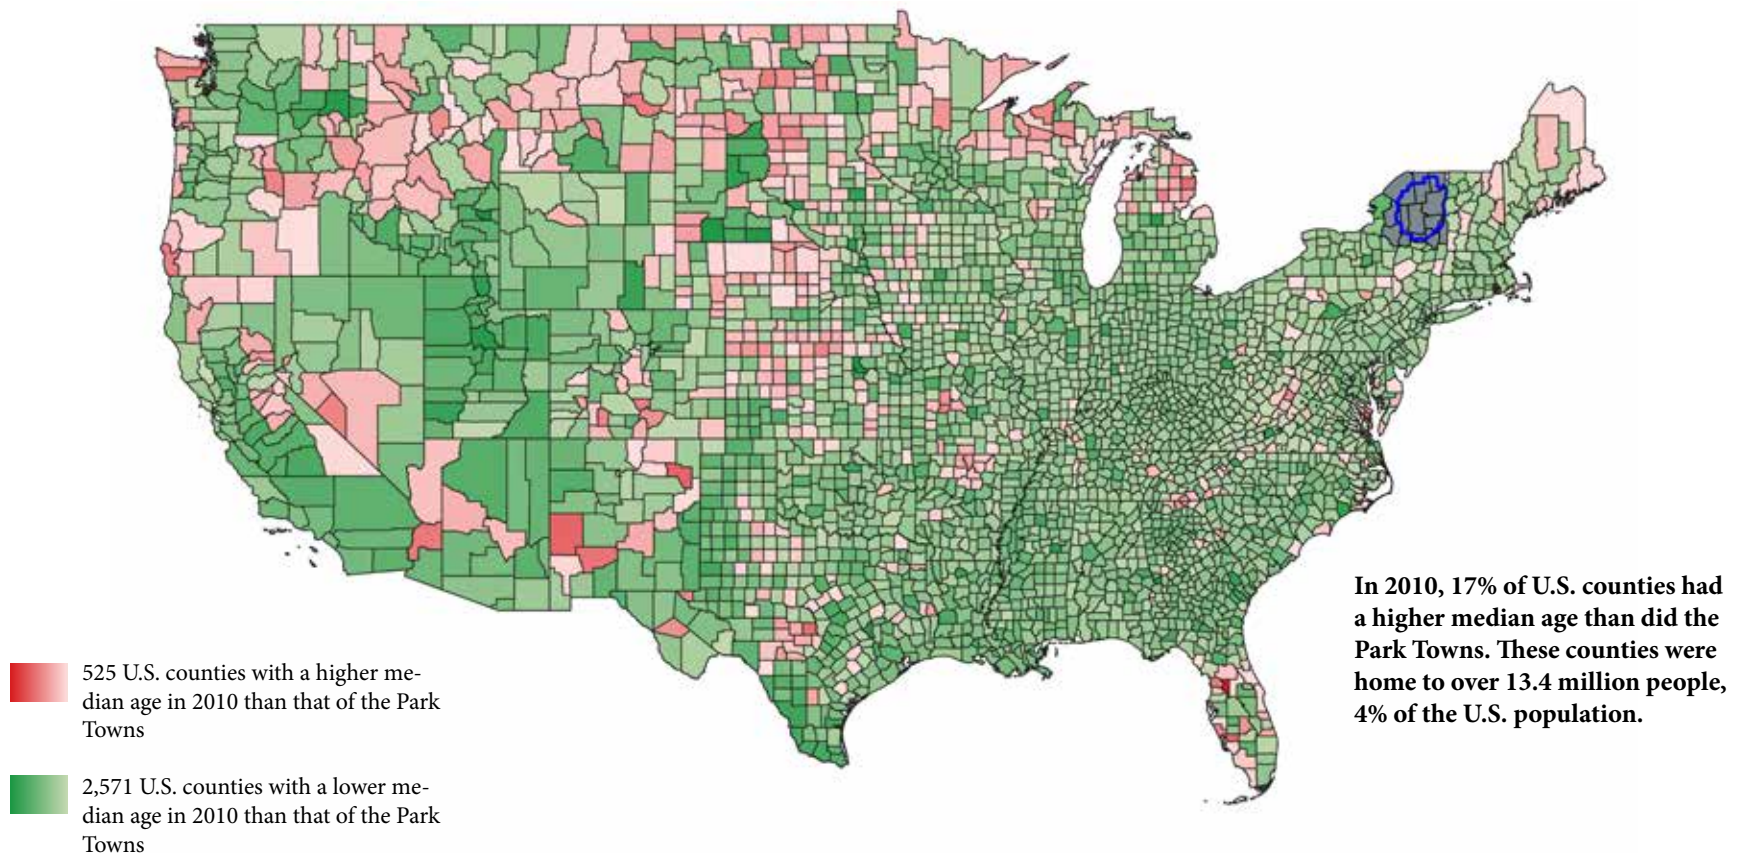 In 2010, 17% of U.S. counties had
a higher median age than did the
Park Towns. These counties were
home to over 13.4 million people,
4% of the U.S. population.
525 U.S. counties with a higher me-
dian age in 2010 than that of the Park
Towns
2,571 U.S. counties with a lower me-
dian age in 2010 than that of the Park
Towns